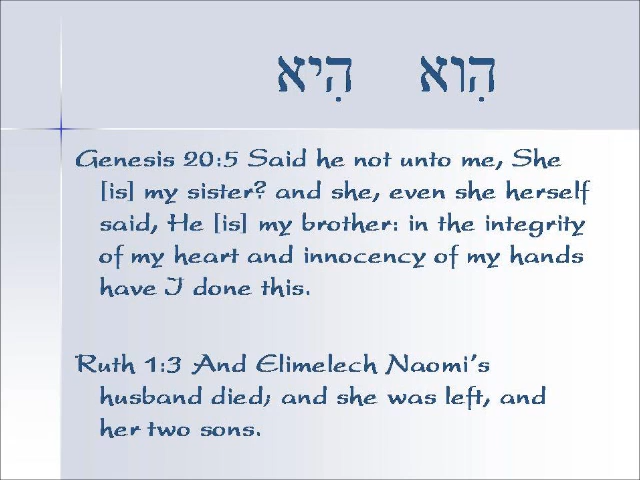 הִוא הִיא
Genesis 20:5 Said he not unto me, She
[is] my sister? and she, even she herself
said, He [is] my brother: in the integrity
of my heart and innocency of my hands
have I done this.
Ruth 1:3 And Elimelech Naomi's
husband died; and she was left, and
her two sons.